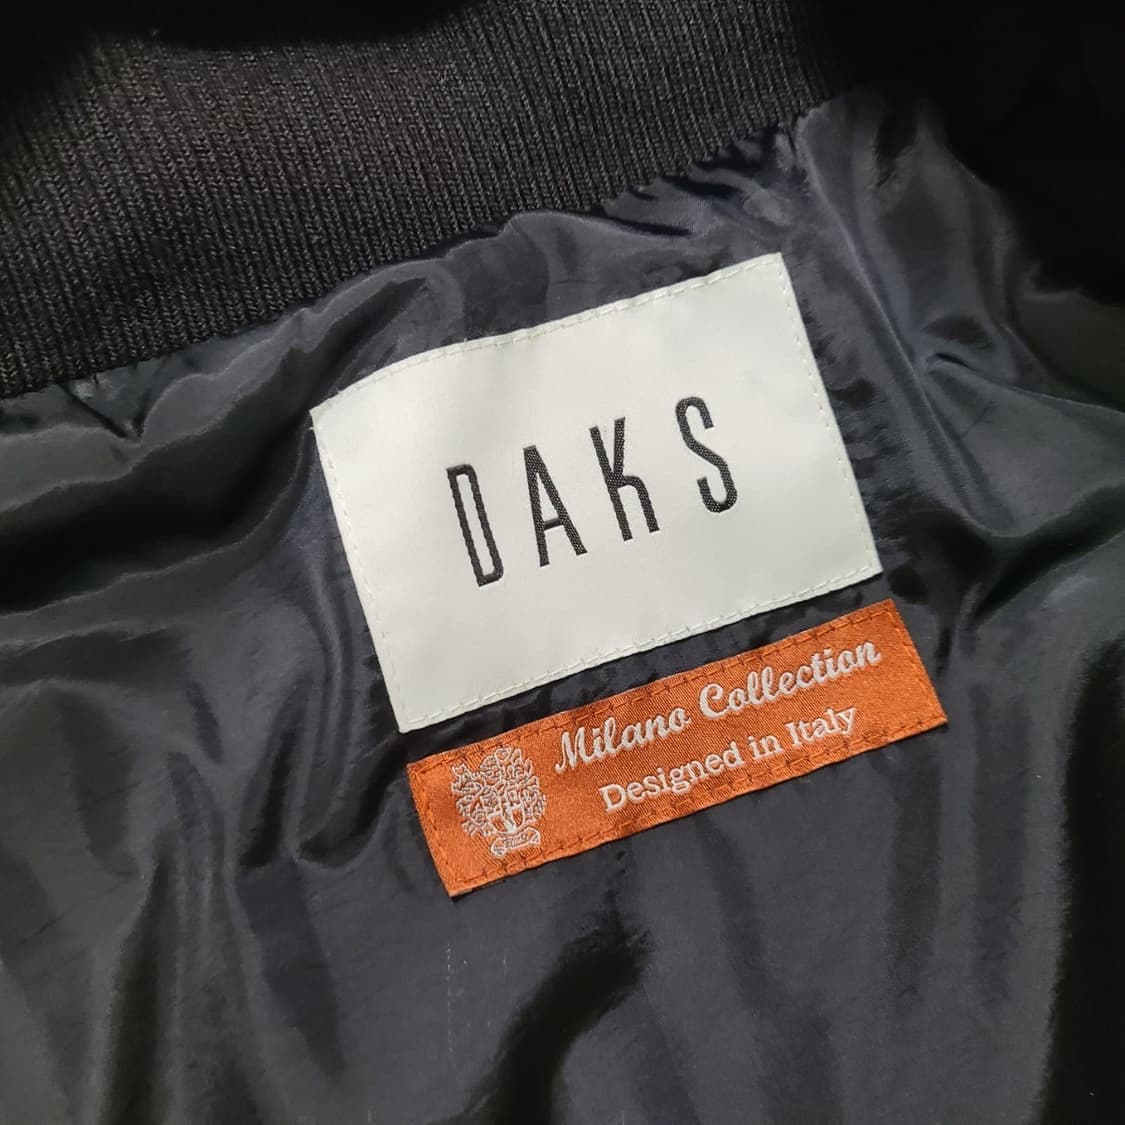 DAKS
Milano Collection
Designed in Italy